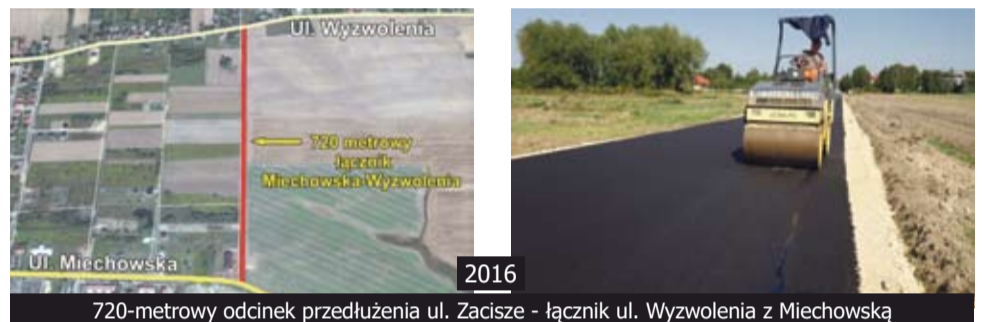 Ul. Wyzwolenia
720 metrowy
łącznik
Miechowska-Wyzwolenia
Ul. Miechowska
2016
720-metrowy odcinek przedłużenia ul. Zacisze - łącznik ul. Wyzwolenia z Miechowską